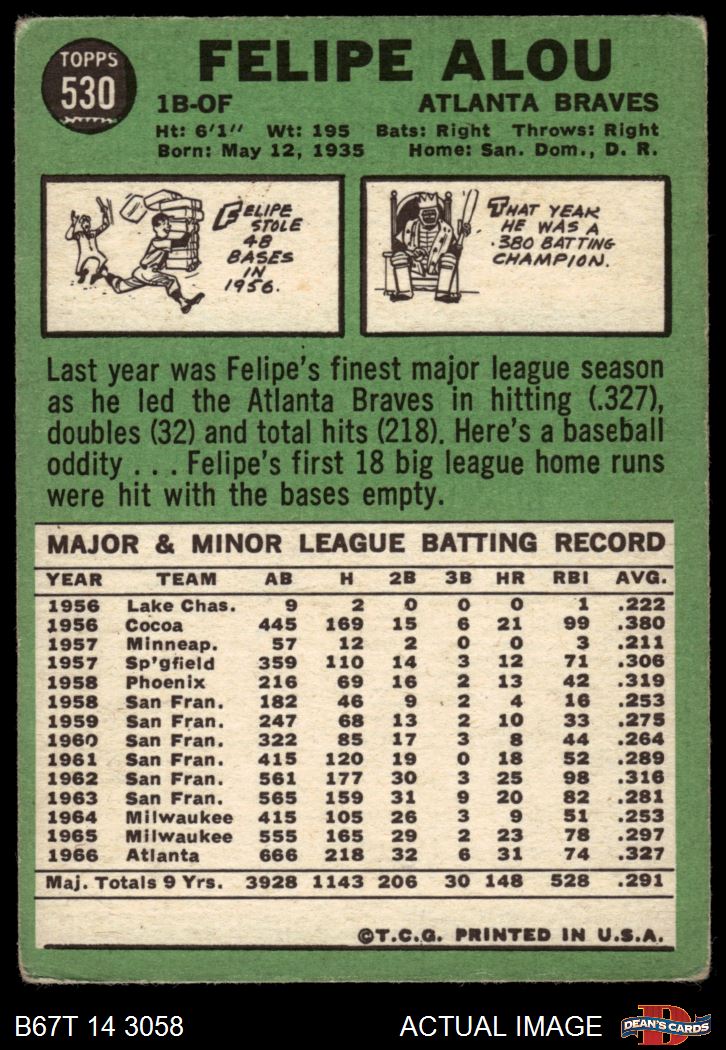 TOPPS
530
FELIPE ALOU
1B-OF ATLANTA BRAVES
Ht: 6'1" Wt: 195 Bats: Right Throws: Right
Born: May 12, 1935 Home: San. Dom., D. R.
FELIPE
STOLE
48
BASES
IN
1956.
THAT YEAR
HE WAS A
.380 BATTING
CHAMPION.
Last year was Felipe's finest major league season
as he led the Atlanta Braves in hitting (.327),
doubles (32) and total hits (218). Here's a baseball
oddity . . . Felipe's first 18 big league home runs
were hit with the bases empty.
MAJOR & MINOR LEAGUE BATTING RECORD
YEAR TEAM AB H 2B 3B HR RBI AVG.
1956 Lake Chas. 9 2 0 0 0 1 .222
1956 Cocoa 445 169 15 6 21 99 .380
1957 Minneap. 57 12 2 0 0 3 .211
1957 Sp'gfield 359 110 14 3 12 71 .306
1958 Phoenix 216 69 16 2 13 42 .319
1958 San Fran. 182 46 9 2 4 16 .253
1959 San Fran. 247 68 13 2 10 33 .275
1960 San Fran. 322 85 17 3 8 44 .264
1961 San Fran. 415 120 19 0 18 52 .289
1962 San Fran. 561 177 30 3 25 98 .316
1963 San Fran. 565 159 31 9 20 82 .281
1964 Milwaukee 415 105 26 3 9 51 .253
1965 Milwaukee 555 165 29 2 23 78 .297
1966 Atlanta 666 218 32 6 31 74 .327
Maj. Totals 9 Yrs. 3928 1143 206 30 148 528 .291
©T.C.G. PRINTED IN U.S.A.
B67T 14 3058 ACTUAL IMAGE
D
DEAN'S CARDS